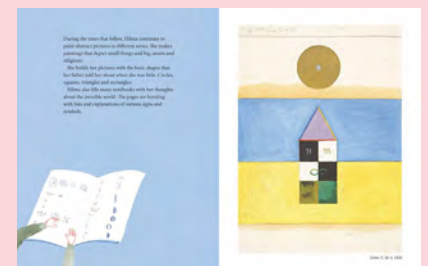 During the years that follow, Hilma continues to
paint abstract pictures in different series. She makes
paintings that depict small things and big, atoms and
religions.
She builds her pictures with the basic shapes that
her father told her about when she was little. Circles,
squares, triangles and rectangles.
Hilma also fills many notebooks with her thoughts
about the invisible world. The pages are bursting
with lists and explanations of various signs and
symbols.